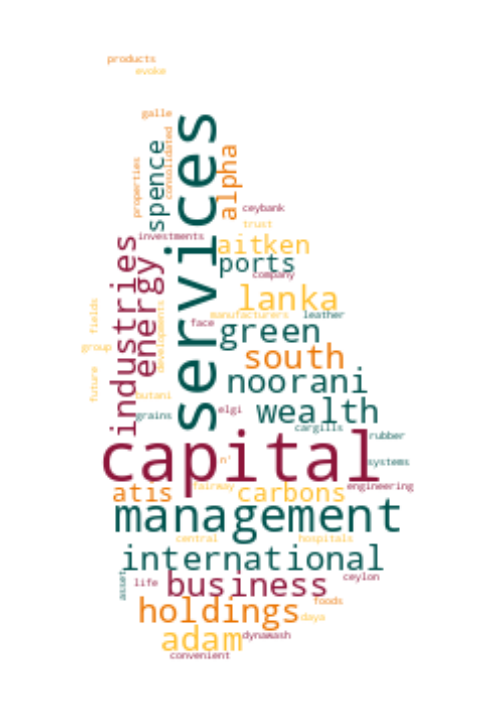 products
evoke
galle
services
spence
consolidated
alpha
properties
ceybank
trust
investments
aitken
industries
energy
ports
company
lanka
fields
developments
manufacturers
leather
face
green
group
south
future
noorani
butani
wealth
grains
elgi
cargills
rubber
capital
n'
systems
atis
fairway
carbons
engineering
management
central
hospitals
international
asset
life
business
ceylon
holdings
foods
daya
adam
dynawash
convenient